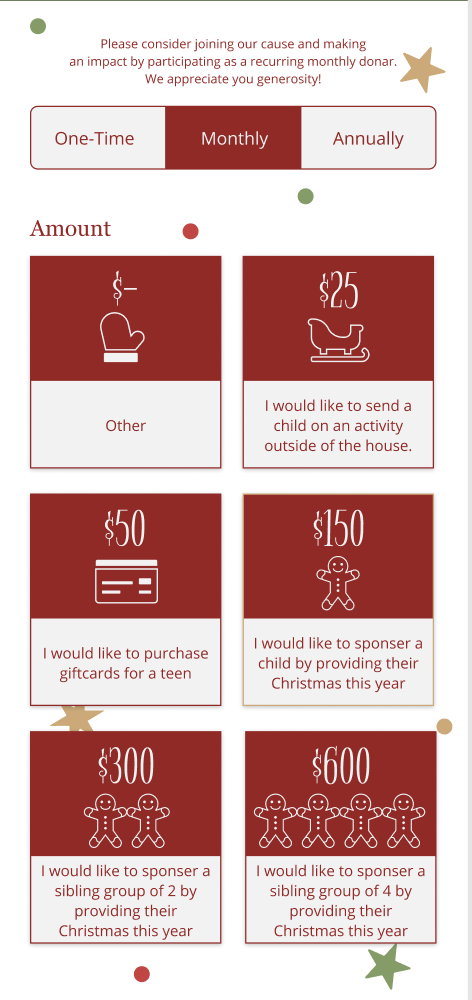 Please consider joining our cause and making
an impact by participating as a recurring monthly donar.
We appreciate you generosity!
One-Time
Monthly
Annually
Amount
$–
Other
$25
I would like to send a
child on an activity
outside of the house.
$50
I would like to purchase
giftcards for a teen
$150
I would like to sponser a
child by providing their
Christmas this year
$300
I would like to sponser a
sibling group of 2 by
providing their
Christmas this year
$600
I would like to sponser a
sibling group of 4 by
providing their
Christmas this year